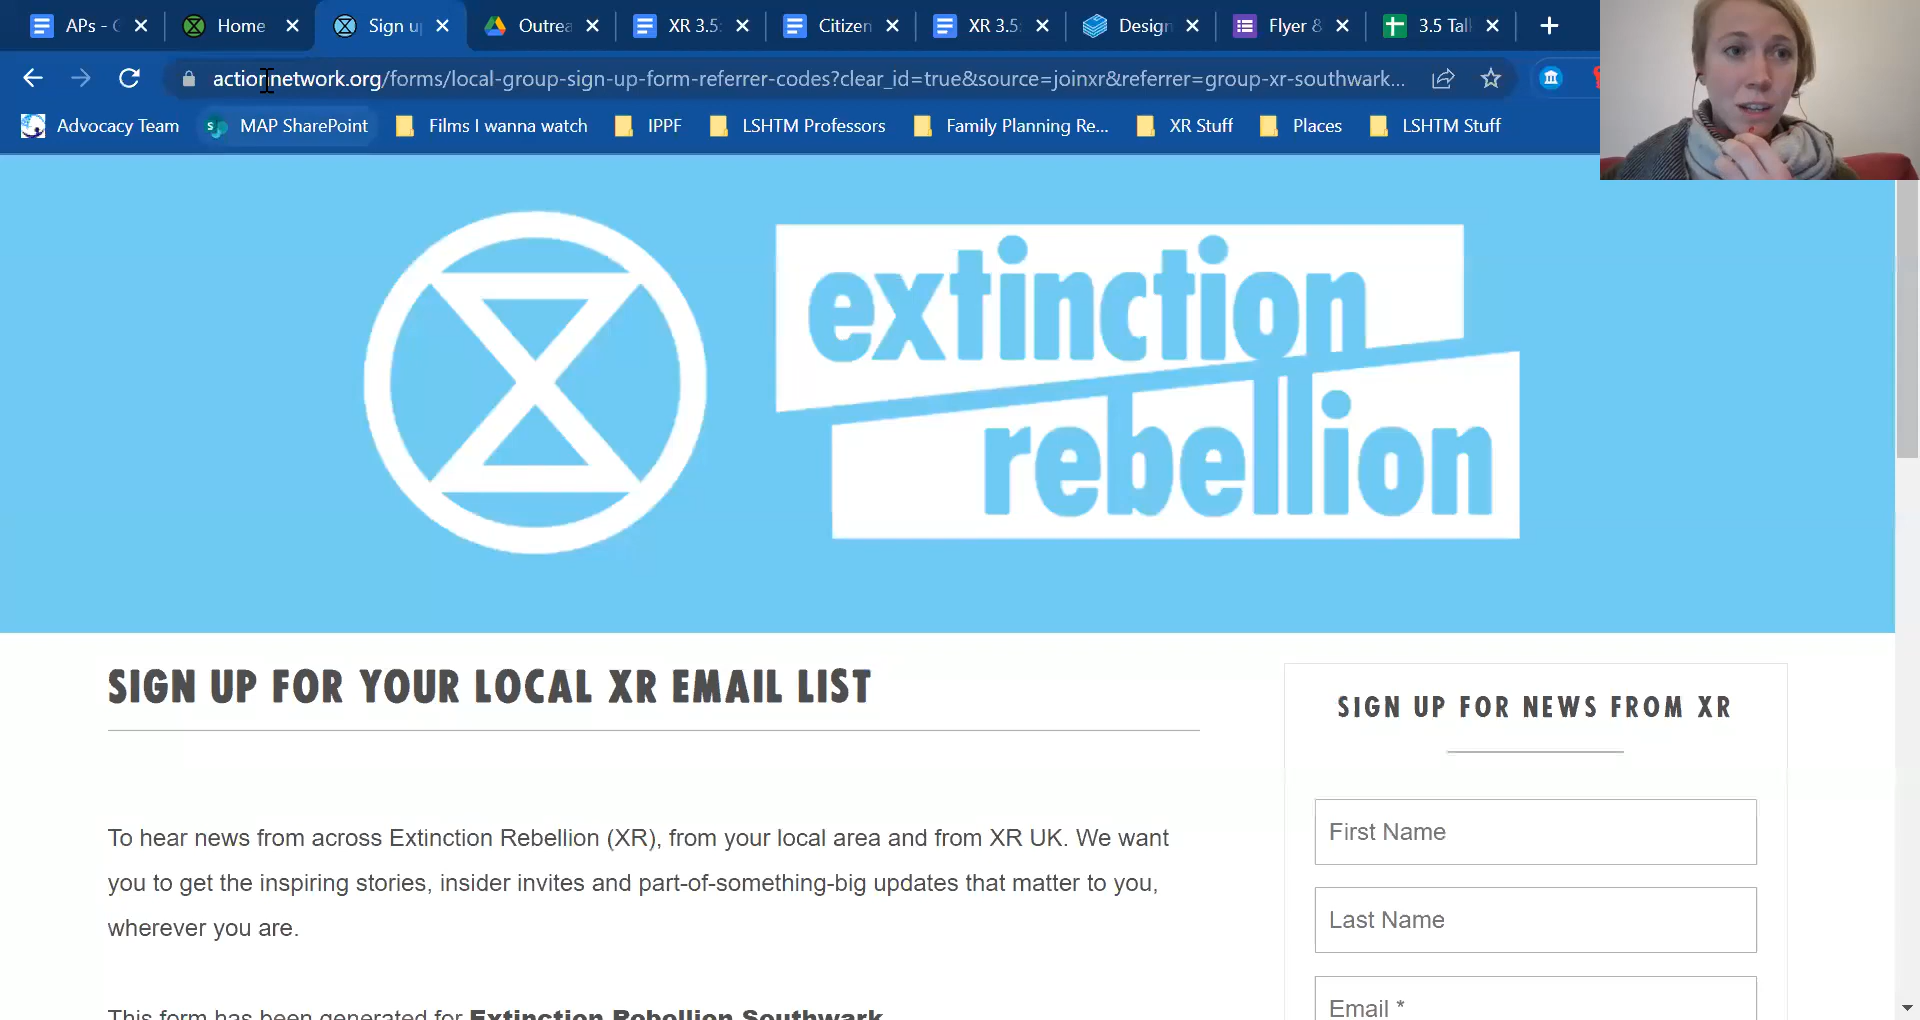 APs - G
Home
Sign up
Outrea
XR 3.5
Citizen
XR 3.5
Design
Flyer &
3.5 Tal
actionnetwork.org/forms/local-group-sign-up-form-referrer-codes?clear_id=true&source=joinxr&referrer=group-xr-southwark...
Advocacy Team
MAP SharePoint
Films I wanna watch
IPPF
LSHTM Professors
Family Planning Re...
XR Stuff
Places
LSHTM Stuff
extinction
rebellion
SIGN UP FOR YOUR LOCAL XR EMAIL LIST
To hear news from across Extinction Rebellion (XR), from your local area and from XR UK. We want
you to get the inspiring stories, insider invites and part-of-something-big updates that matter to you,
wherever you are.
This form has been generated for Extinction Rebellion Southwark
SIGN UP FOR NEWS FROM XR
First Name
Last Name
Email *